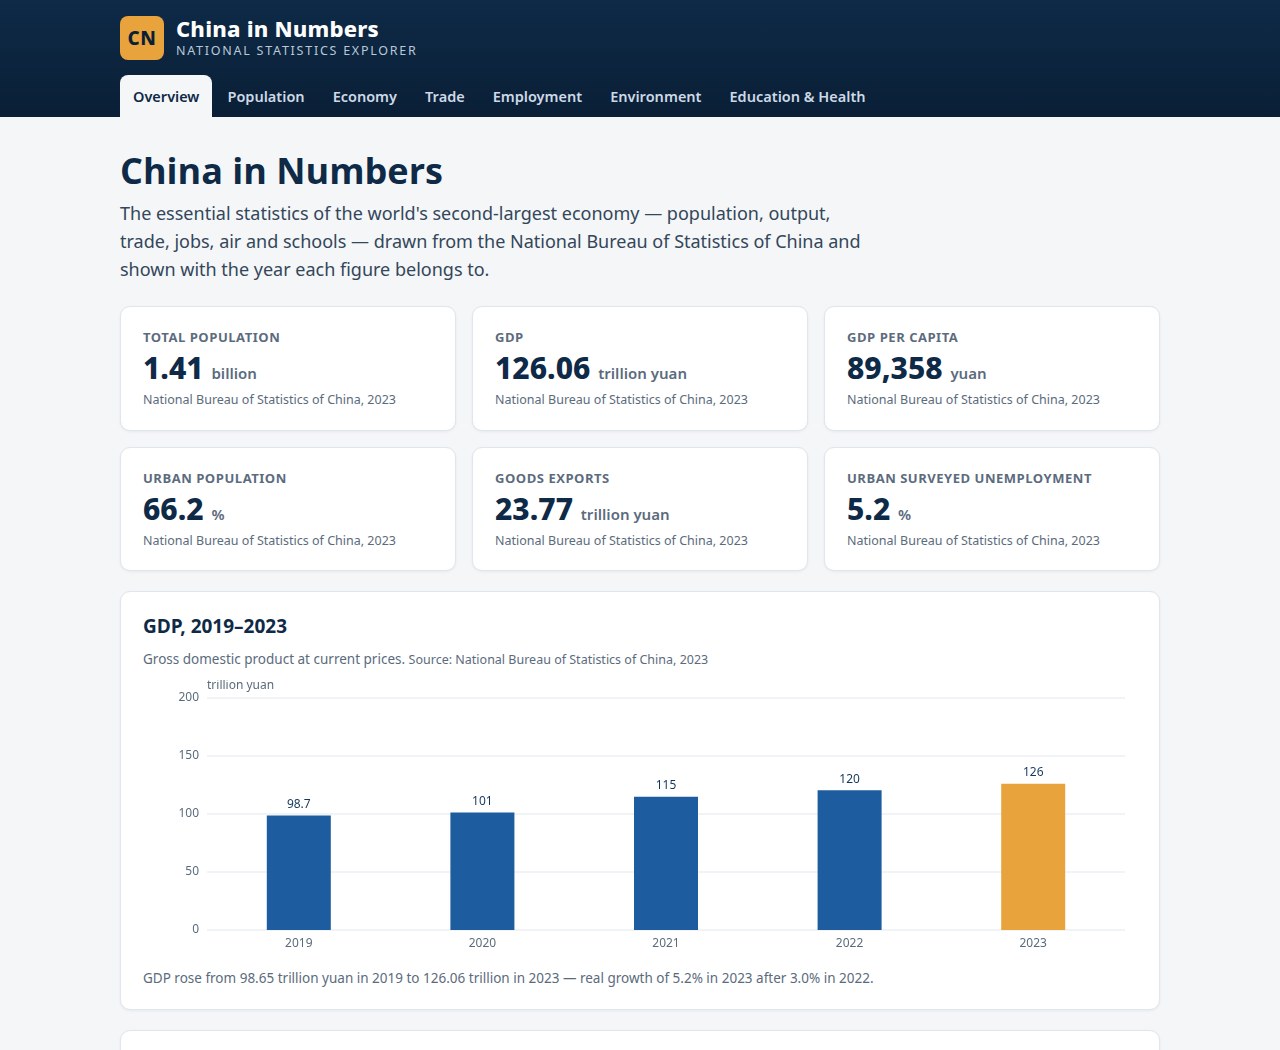 CN
China in Numbers
NATIONAL STATISTICS EXPLORER
Overview
Population
Economy
Trade
Employment
Environment
Education & Health
China in Numbers
The essential statistics of the world's second-largest economy — population, output,
trade, jobs, air and schools — drawn from the National Bureau of Statistics of China and
shown with the year each figure belongs to.
TOTAL POPULATION
1.41 billion
National Bureau of Statistics of China, 2023
GDP
126.06 trillion yuan
National Bureau of Statistics of China, 2023
GDP PER CAPITA
89,358 yuan
National Bureau of Statistics of China, 2023
URBAN POPULATION
66.2 %
National Bureau of Statistics of China, 2023
GOODS EXPORTS
23.77 trillion yuan
National Bureau of Statistics of China, 2023
URBAN SURVEYED UNEMPLOYMENT
5.2 %
National Bureau of Statistics of China, 2023
GDP, 2019–2023
Gross domestic product at current prices. Source: National Bureau of Statistics of China, 2023
trillion yuan
200
150
100
50
0
98.7
101
115
120
126
2019
2020
2021
2022
2023
GDP rose from 98.65 trillion yuan in 2019 to 126.06 trillion in 2023 — real growth of 5.2% in 2023 after 3.0% in 2022.